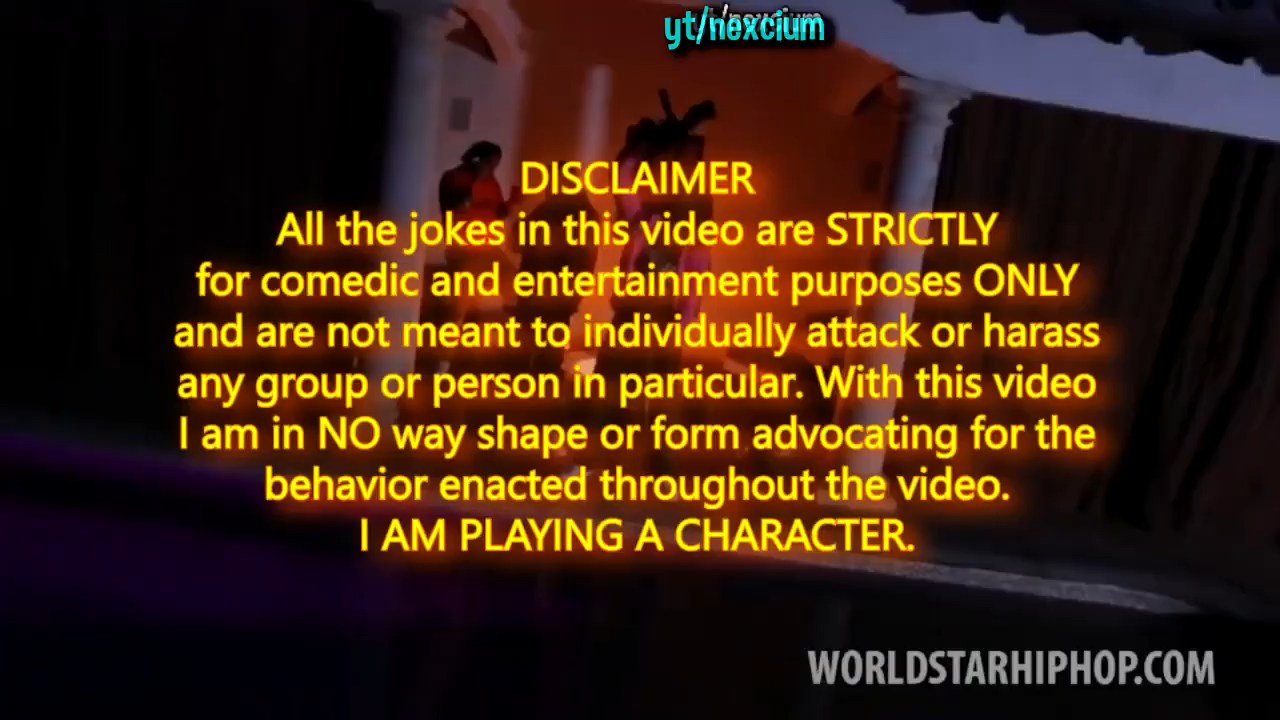 yt/nexcium
DISCLAIMER
All the jokes in this video are STRICTLY
for comedic and entertainment purposes ONLY
and are not meant to individually attack or harass
any group or person in particular. With this video
I am in NO way shape or form advocating for the
behavior enacted throughout the video.
I AM PLAYING A CHARACTER.
WORLDSTARHIPHOP.COM